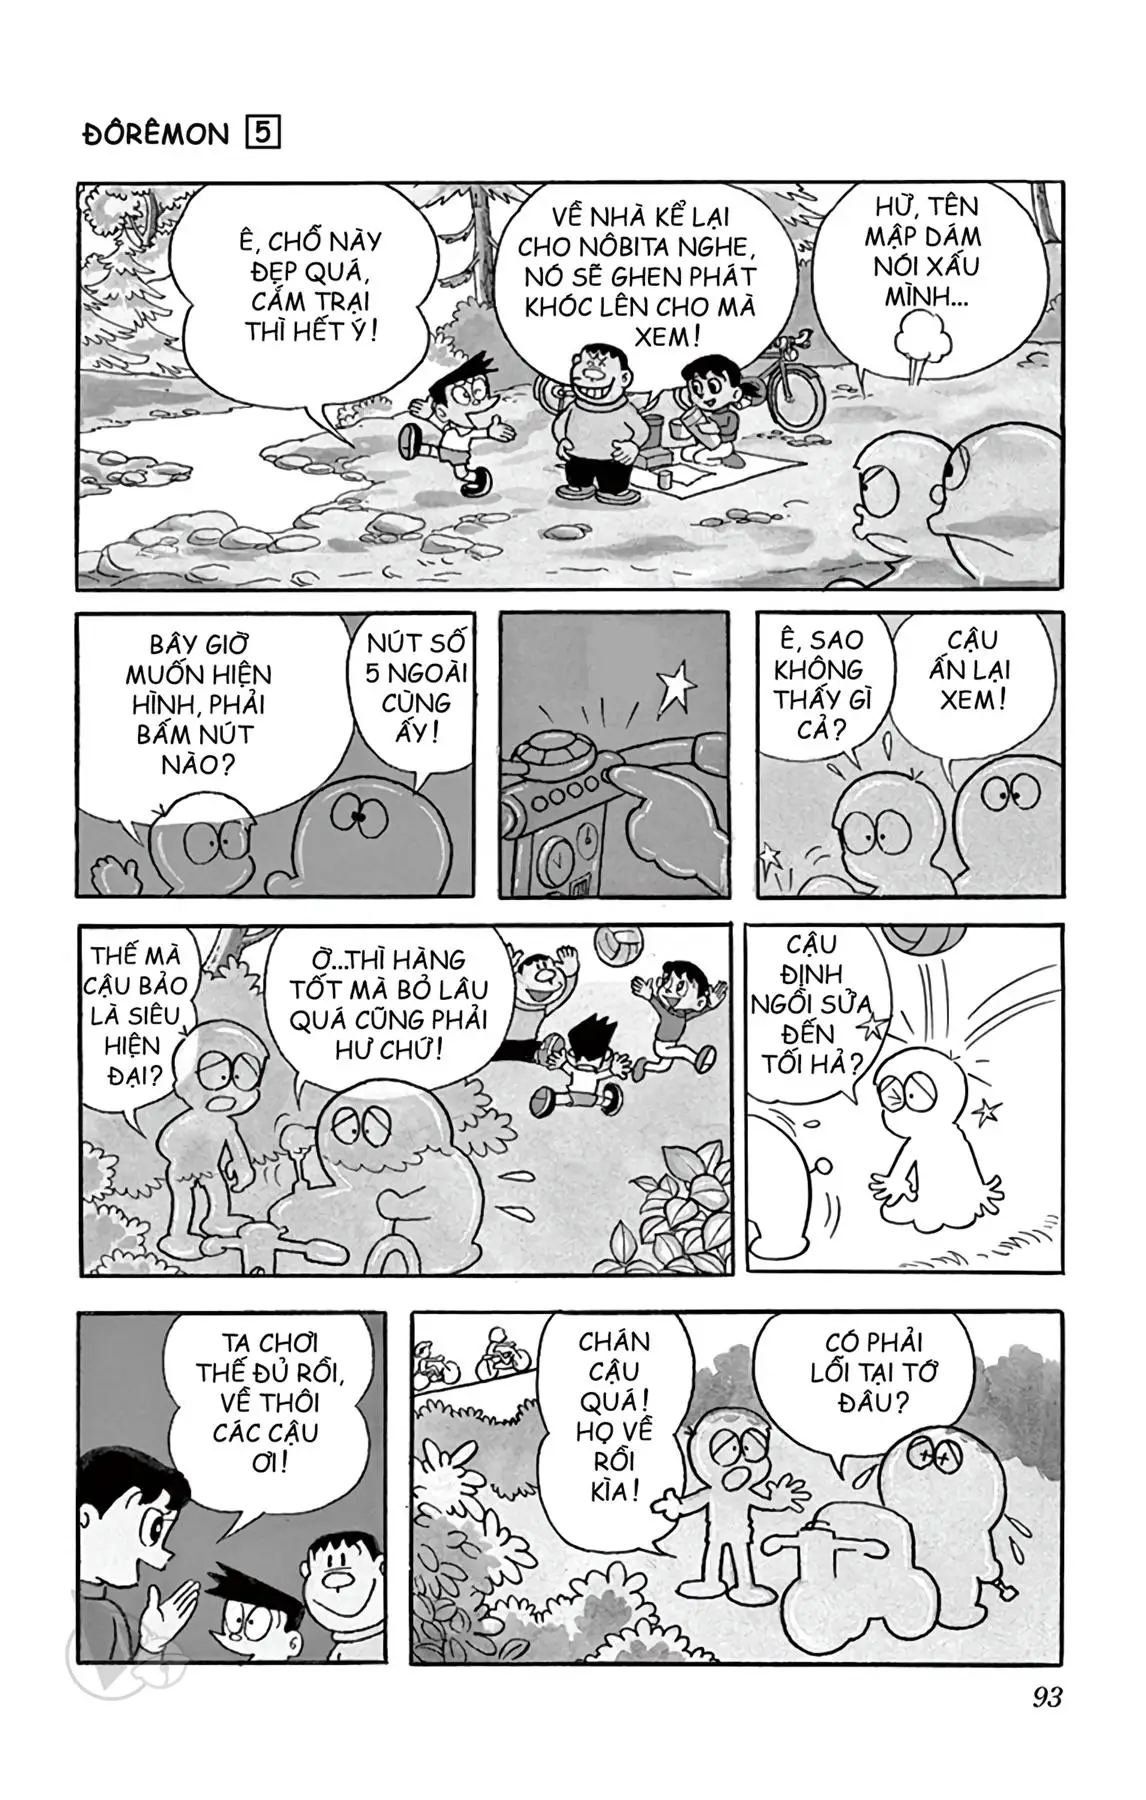 ĐÔRÊMON 5
Ê, CHỖ NÀY
ĐẸP QUÁ,
CẮM TRẠI
THÌ HẾT Ý!
VỀ NHÀ KỂ LẠI
CHO NÔBITA NGHE,
NÓ SẼ GHEN PHÁT
KHÓC LÊN CHO MÀ
XEM!
HỪ, TÊN
MẬP DÁM
NÓI XẤU
MÌNH...
BÂY GIỜ
MUỐN HIỆN
HÌNH, PHẢI
BẤM NÚT
NÀO?
NÚT SỐ
5 NGOÀI
CÙNG
ẤY!
Ê, SAO
KHÔNG
THẤY GÌ
CẢ?
CẬU
ẤN LẠI
XEM!
THẾ MÀ
CẬU BẢO
LÀ SIÊU
HIỆN
ĐẠI?
Ờ...THÌ HÀNG
TỐT MÀ BỎ LÂU
QUÁ CŨNG PHẢI
HƯ CHỨ!
CẬU
ĐỊNH
NGỒI SỬA
ĐẾN
TỐI HẢ?
TA CHƠI
THẾ ĐỦ RỒI,
VỀ THÔI
CÁC CẬU
ƠI!
CHÁN
CẬU
QUÁ!
HỌ VỀ
RỒI
KÌA!
CÓ PHẢI
LỖI TẠI TỚ
ĐÂU?
93